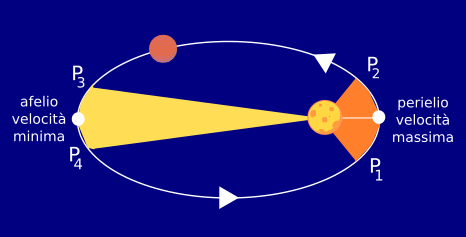 P2
P3
afelio
velocità
minima
perielio
velocità
massima
P4
P1